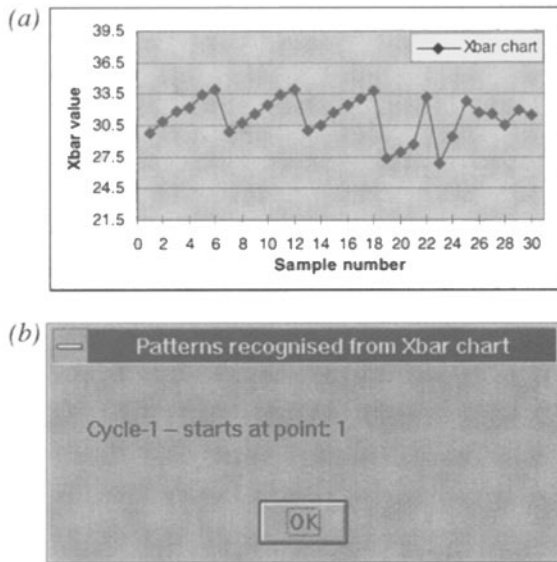 (a)
39.5
36.5
33.5
30.5
27.5
24.5
21.5
Xbar value
Xbar chart
0 2 4 6 8 10 12 14 16 18 20 22 24 26 28 30
Sample number
(b)
Patterns recognised from Xbar chart
Cycle-1 – starts at point: 1
OK